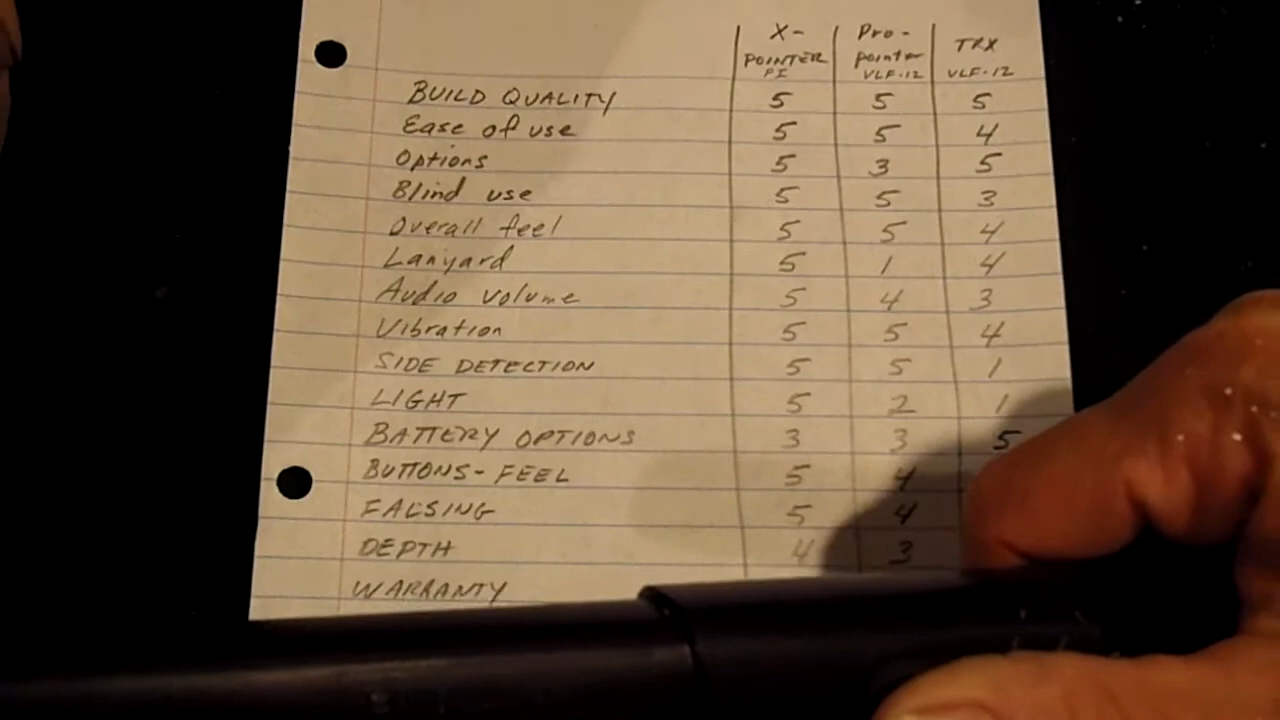 X- Pro- TRX
POINTER pointer VLF-12
PI VLF-12
BUILD QUALITY 5 5 5
Ease of use 5 5 4
Options 5 3 5
Blind use 5 5 3
Overall feel 5 5 4
Lanyard 5 1 4
Audio volume 5 4 3
Vibration 5 5 4
SIDE DETECTION 5 5 1
LIGHT 5 2 1
BATTERY OPTIONS 3 3 5
BUTTONS-FEEL 5 4
FALSING 5 4
DEPTH 4 3
WARRANTY